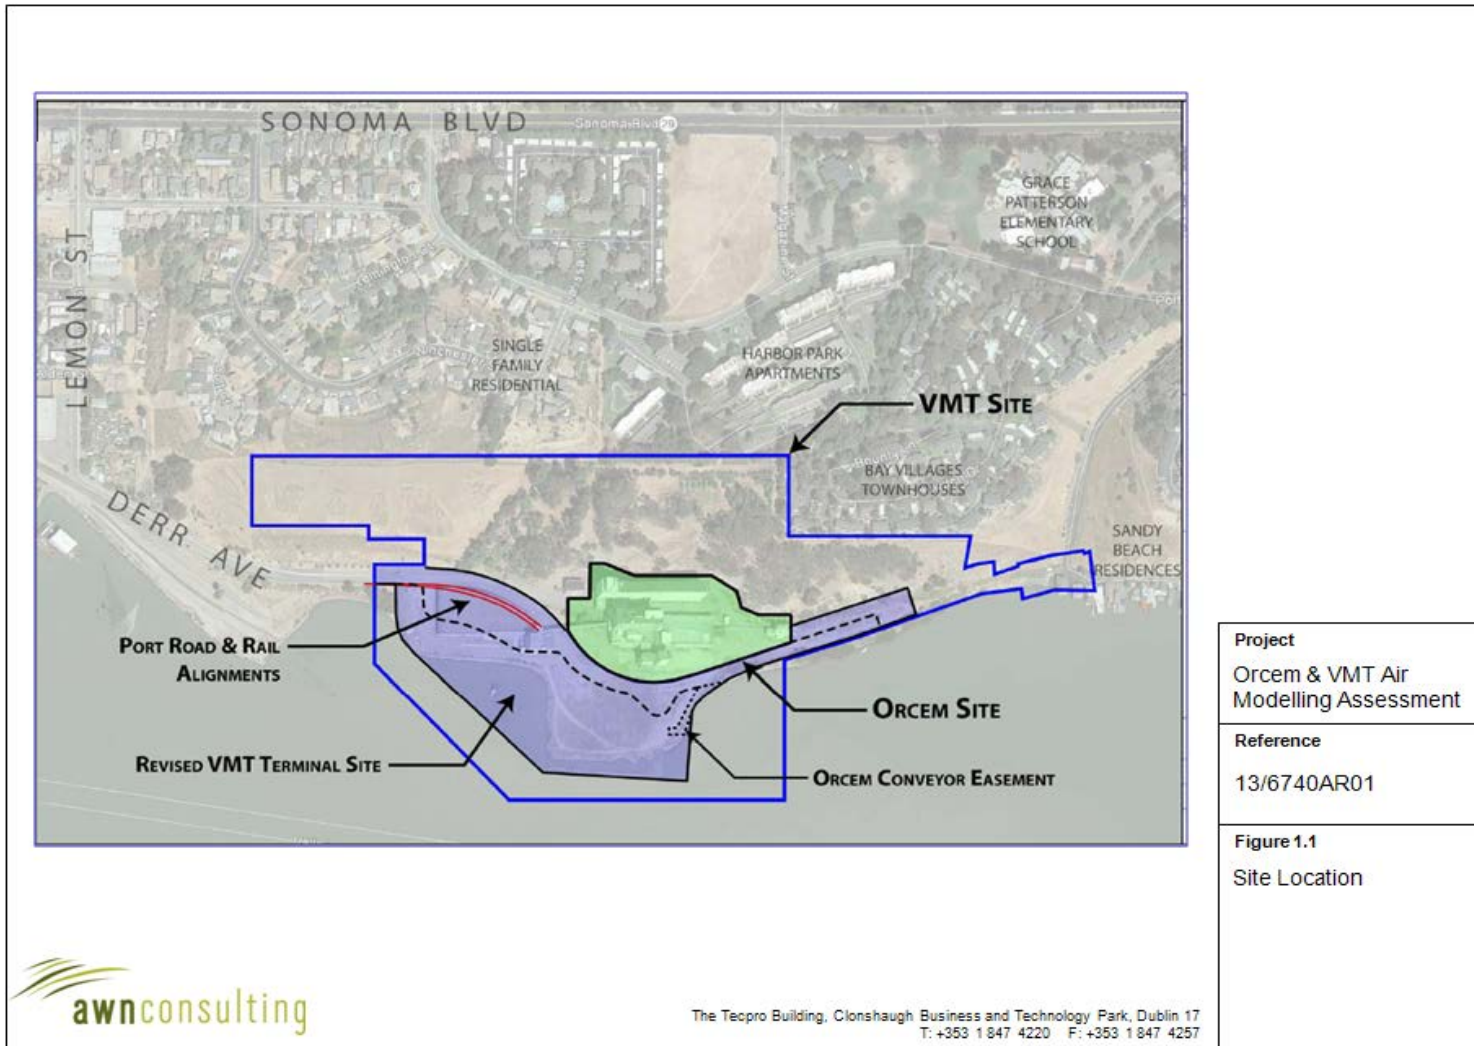 SONOMA BLVD
Sonoma Blvd 29
GRACE
PATTERSON
ELEMENTARY
SCHOOL
LEMON ST
SINGLE
FAMILY
RESIDENTIAL
HARBOR PARK
APARTMENTS
VMT SITE
BAY VILLAGES
TOWNHOUSES
DERR AVE
SANDY
BEACH
RESIDENCES
PORT ROAD & RAIL
ALIGNMENTS
ORCEM SITE
REVISED VMT TERMINAL SITE
ORCEM CONVEYOR EASEMENT
Project
Orcem & VMT Air
Modelling Assessment
Reference
13/6740AR01
Figure 1.1
Site Location
awnconsulting
The Tecpro Building, Clonshaugh Business and Technology Park, Dublin 17
T: +353 1 847 4220 F: +353 1 847 4257